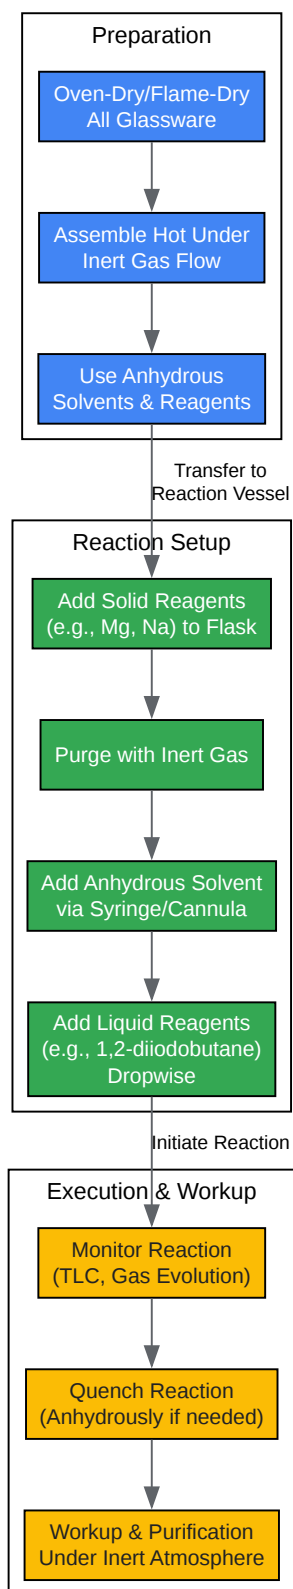 Preparation
Oven-Dry/Flame-Dry
All Glassware
Assemble Hot Under
Inert Gas Flow
Use Anhydrous
Solvents & Reagents
Transfer to
Reaction Vessel
Reaction Setup
Add Solid Reagents
(e.g., Mg, Na) to Flask
Purge with Inert Gas
Add Anhydrous Solvent
via Syringe/Cannula
Add Liquid Reagents
(e.g., 1,2-diiodobutane)
Dropwise
Initiate Reaction
Execution & Workup
Monitor Reaction
(TLC, Gas Evolution)
Quench Reaction
(Anhydrously if needed)
Workup & Purification
Under Inert Atmosphere